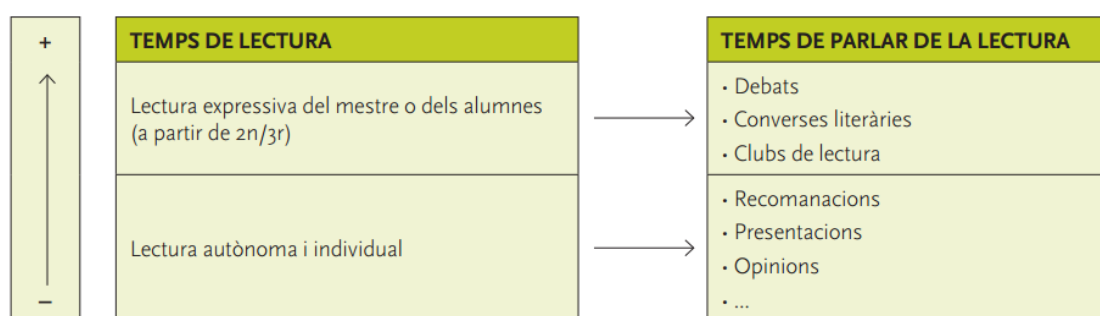 +
–
TEMPS DE LECTURA
Lectura expressiva del mestre o dels alumnes
(a partir de 2n/3r)
Lectura autònoma i individual
TEMPS DE PARLAR DE LA LECTURA
• Debats
• Converses literàries
• Clubs de lectura
• Recomanacions
• Presentacions
• Opinions
• ...